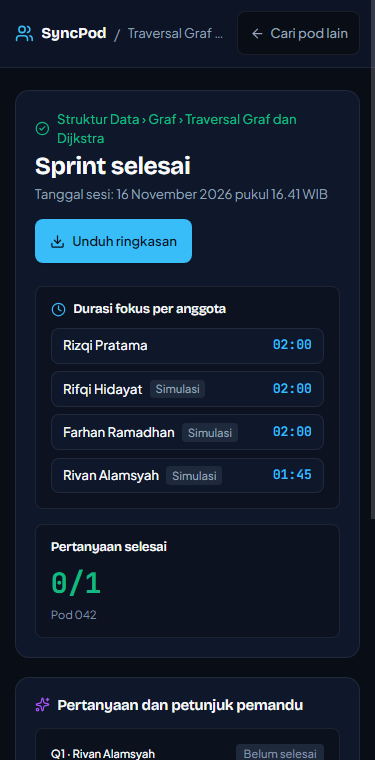 SyncPod / Traversal Graf ... Cari pod lain
Struktur Data › Graf › Traversal Graf dan
Dijkstra
Sprint selesai
Tanggal sesi: 16 November 2026 pukul 16.41 WIB
Unduh ringkasan
Durasi fokus per anggota
Rizqi Pratama 02:00
Rifqi Hidayat Simulasi 02:00
Farhan Ramadhan Simulasi 02:00
Rivan Alamsyah Simulasi 01:45
Pertanyaan selesai
0/1
Pod 042
Pertanyaan dan petunjuk pemandu
Q1 · Rivan Alamsyah Belum selesai